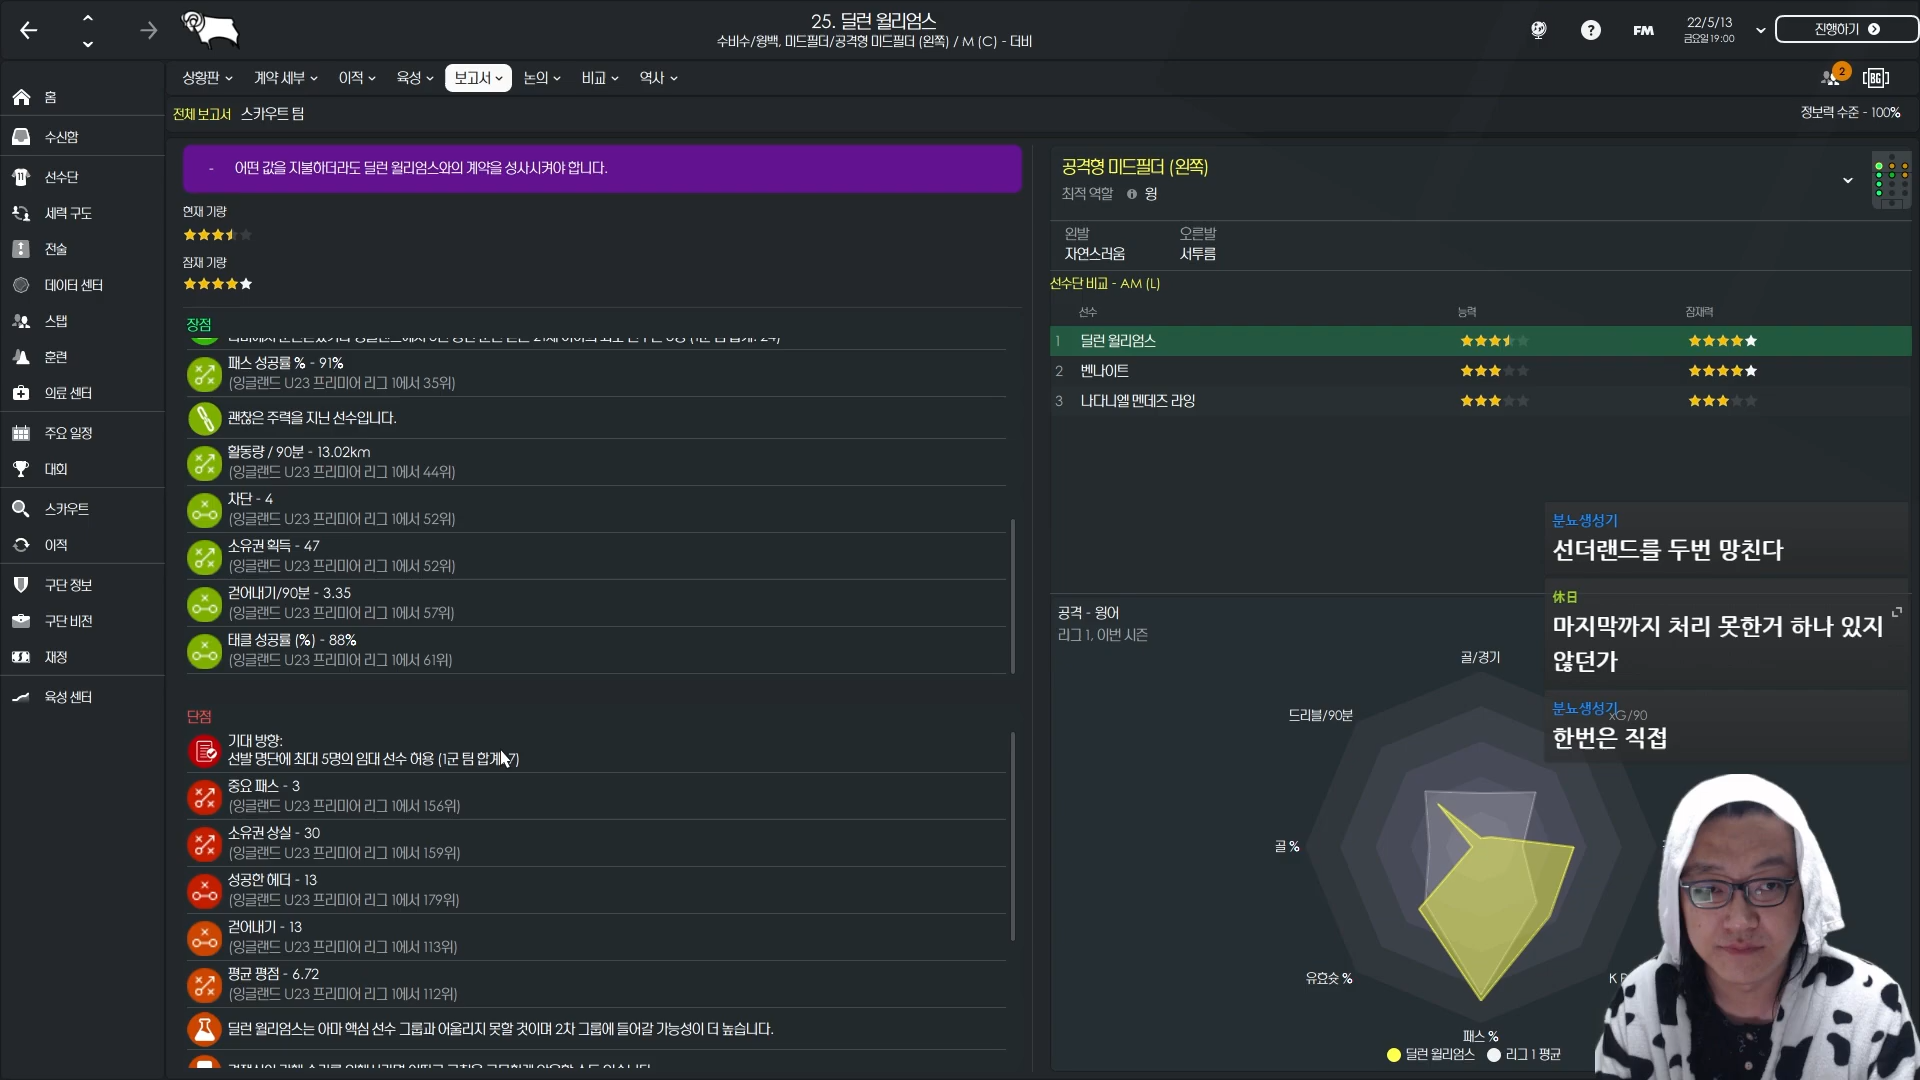 25. 딜런 윌리엄스
수비수/윙백, 미드필더/공격형 미드필더 (왼쪽) / M (C) - 더비
FM
22/5/13
금요일 19:00
진행하기
상황판
계약 세부
이적
육성
보고서
논의
비교
역사
2
전체 보고서
스카우트 팀
정보력 수준 - 100%
홈
수신함
선수단
세력 구도
전술
데이터 센터
스탭
훈련
의료 센터
주요 일정
대회
스카우트
이적
구단 정보
구단 비전
재정
육성 센터
- 어떤 값을 지불하더라도 딜런 윌리엄스와의 계약을 성사시켜야 합니다.
현재 기량
잠재 기량
장점
패스 성공률 % - 91%
(잉글랜드 U23 프리미어 리그 1에서 35위)
괜찮은 주력을 지닌 선수입니다.
활동량 / 90분 - 13.02km
(잉글랜드 U23 프리미어 리그 1에서 44위)
차단 - 4
(잉글랜드 U23 프리미어 리그 1에서 52위)
소유권 획득 - 47
(잉글랜드 U23 프리미어 리그 1에서 52위)
걷어내기/90분 - 3.35
(잉글랜드 U23 프리미어 리그 1에서 57위)
태클 성공률 (%) - 88%
(잉글랜드 U23 프리미어 리그 1에서 61위)
단점
기대 방향:
선발 명단에 최대 5명의 임대 선수 허용 (1군 팀 합계: 7)
중요 패스 - 3
(잉글랜드 U23 프리미어 리그 1에서 156위)
소유권 상실 - 30
(잉글랜드 U23 프리미어 리그 1에서 159위)
성공한 헤더 - 13
(잉글랜드 U23 프리미어 리그 1에서 179위)
걷어내기 - 13
(잉글랜드 U23 프리미어 리그 1에서 113위)
평균 평점 - 6.72
(잉글랜드 U23 프리미어 리그 1에서 112위)
딜런 윌리엄스는 아마 핵심 선수 그룹과 어울리지 못할 것이며 2차 그룹에 들어갈 가능성이 더 높습니다.
공격형 미드필더 (왼쪽)
최적 역할 윙
왼발
자연스러움
오른발
서투름
선수단 비교 - AM (L)
선수 능력 잠재력
1 딜런 윌리엄스
2 벤나이트
3 나다니엘 멘데즈 라잉
공격 - 윙어
리그 1, 이번 시즌
골/경기
드리블/90분
xG/90
골 %
유효슛 %
패스 %
딜런 윌리엄스
리그 1 평균
분뇨생성기
선더랜드를 두번 망친다
休日
마지막까지 처리 못한거 하나 있지
않던가
분뇨생성기
한번은 직접